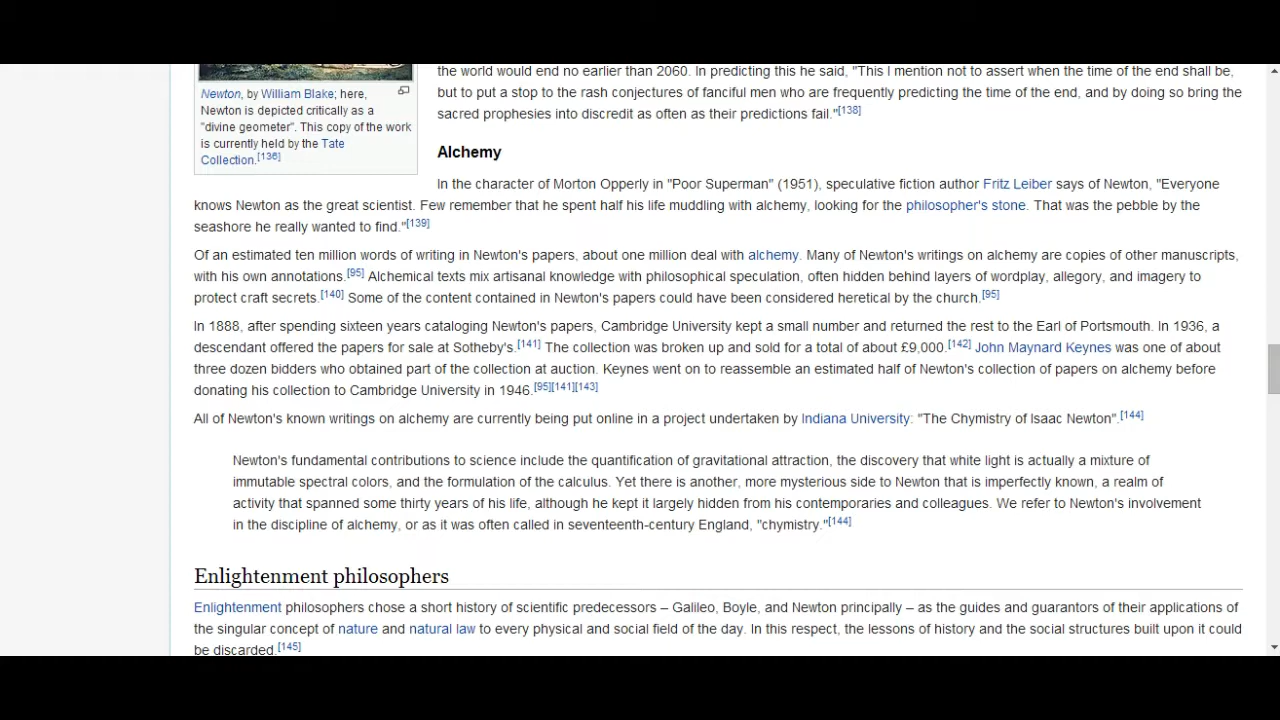 Newton, by William Blake; here,
Newton is depicted critically as a
"divine geometer". This copy of the work
is currently held by the Tate
Collection.[136]
the world would end no earlier than 2060. In predicting this he said, "This I mention not to assert when the time of the end shall be,
but to put a stop to the rash conjectures of fanciful men who are frequently predicting the time of the end, and by doing so bring the
sacred prophesies into discredit as often as their predictions fail."[138]
Alchemy
In the character of Morton Opperly in "Poor Superman" (1951), speculative fiction author Fritz Leiber says of Newton, "Everyone
knows Newton as the great scientist. Few remember that he spent half his life muddling with alchemy, looking for the philosopher's stone. That was the pebble by the
seashore he really wanted to find."[139]
Of an estimated ten million words of writing in Newton's papers, about one million deal with alchemy. Many of Newton's writings on alchemy are copies of other manuscripts,
with his own annotations.[95] Alchemical texts mix artisanal knowledge with philosophical speculation, often hidden behind layers of wordplay, allegory, and imagery to
protect craft secrets.[140] Some of the content contained in Newton's papers could have been considered heretical by the church.[95]
In 1888, after spending sixteen years cataloging Newton's papers, Cambridge University kept a small number and returned the rest to the Earl of Portsmouth. In 1936, a
descendant offered the papers for sale at Sotheby's.[141] The collection was broken up and sold for a total of about £9,000.[142] John Maynard Keynes was one of about
three dozen bidders who obtained part of the collection at auction. Keynes went on to reassemble an estimated half of Newton's collection of papers on alchemy before
donating his collection to Cambridge University in 1946.[95][141][143]
All of Newton's known writings on alchemy are currently being put online in a project undertaken by Indiana University: "The Chymistry of Isaac Newton".[144]
Newton's fundamental contributions to science include the quantification of gravitational attraction, the discovery that white light is actually a mixture of
immutable spectral colors, and the formulation of the calculus. Yet there is another, more mysterious side to Newton that is imperfectly known, a realm of
activity that spanned some thirty years of his life, although he kept it largely hidden from his contemporaries and colleagues. We refer to Newton's involvement
in the discipline of alchemy, or as it was often called in seventeenth-century England, "chymistry."[144]
Enlightenment philosophers
Enlightenment philosophers chose a short history of scientific predecessors – Galileo, Boyle, and Newton principally – as the guides and guarantors of their applications of
the singular concept of nature and natural law to every physical and social field of the day. In this respect, the lessons of history and the social structures built upon it could
be discarded.[145]